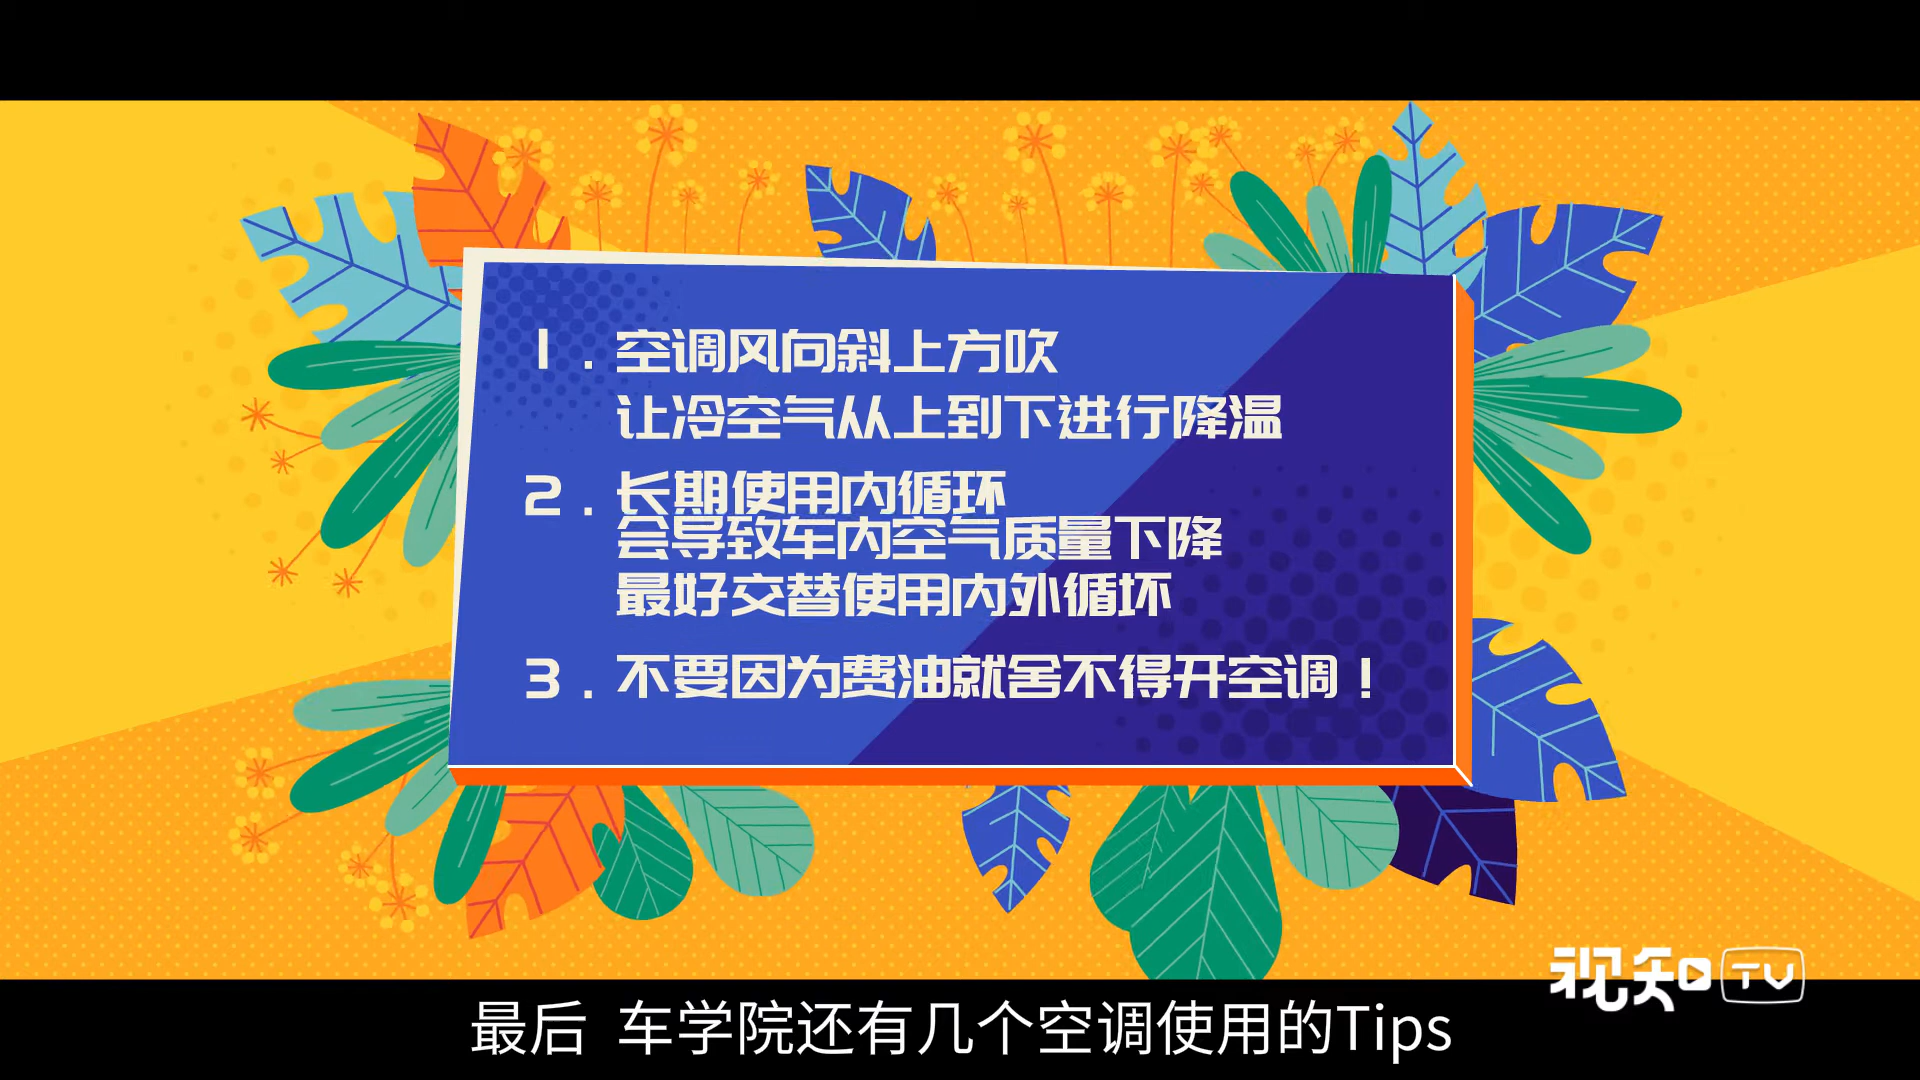 1. 空调风向斜上方吹
让冷空气从上到下进行降温
2. 长期使用内循环
会导致车内空气质量下降
最好交替使用内外循坏
3. 不要因为费油就舍不得开空调！
视知TV
最后 车学院还有几个空调使用的Tips